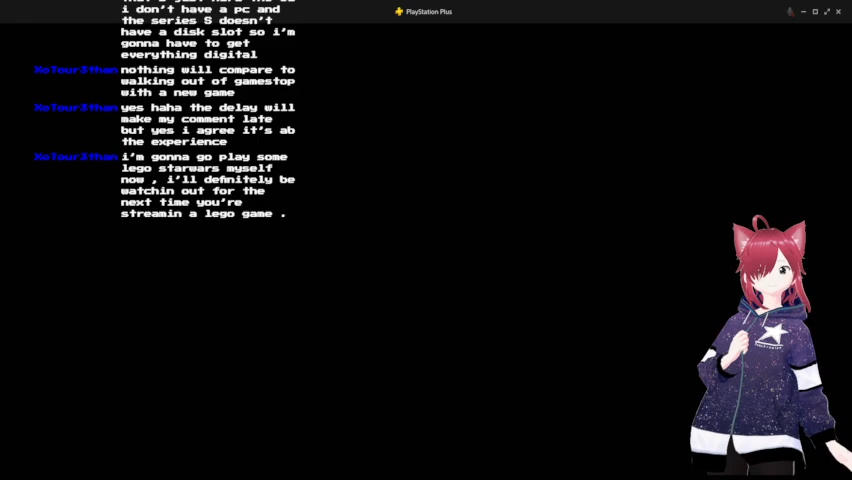 PlayStation Plus
i don't have a pc and
the series S doesn't
have a disk slot so i'm
gonna have to get
everything digital
XoTour3than nothing will compare to
walking out of gamestop
with a new game
XoTour3than yes haha the delay will
make my comment late
but yes i agree it's ab
the experience
XoTour3than i'm gonna go play some
lego starwars myself
now , i'll definitely be
watchin out for the
next time you're
streamin a lego game .